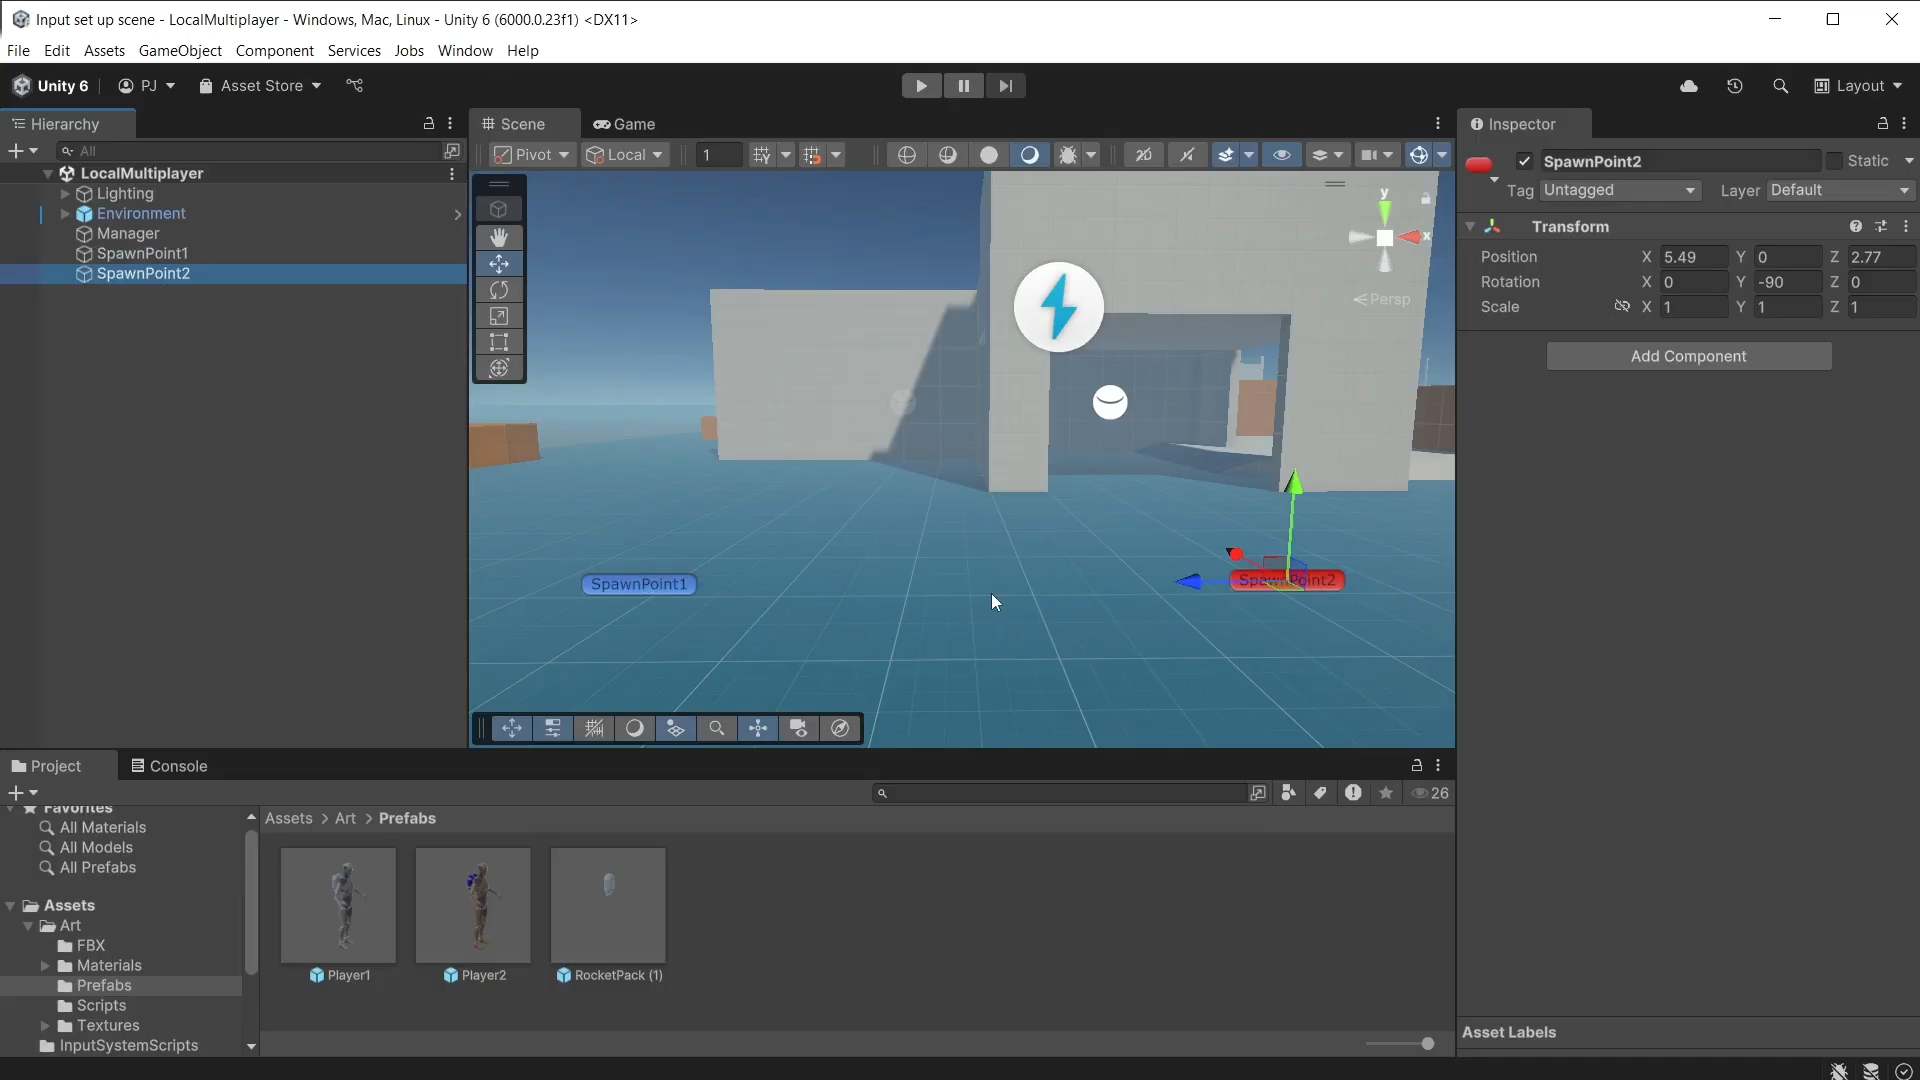 Input set up scene - LocalMultiplayer - Windows, Mac, Linux - Unity 6 (6000.0.23f1) <DX11>
File Edit Assets GameObject Component Services Jobs Window Help
Unity 6 PJ Asset Store Layout
Hierarchy
All
LocalMultiplayer
Lighting
Environment
Manager
SpawnPoint1
SpawnPoint2
Scene Game
Pivot Local 1 2D
y
x
Persp
SpawnPoint1
SpawnPoint2
Inspector
SpawnPoint2 Static
Tag Untagged Layer Default
Transform
Position X 5.49 Y 0 Z 2.77
Rotation X 0 Y -90 Z 0
Scale X 1 Y 1 Z 1
Add Component
Project Console
26
Favorites
All Materials
All Models
All Prefabs
Assets
Art
FBX
Materials
Prefabs
Scripts
Textures
InputSystemScripts
Assets > Art > Prefabs
Player1 Player2 RocketPack (1)
Asset Labels